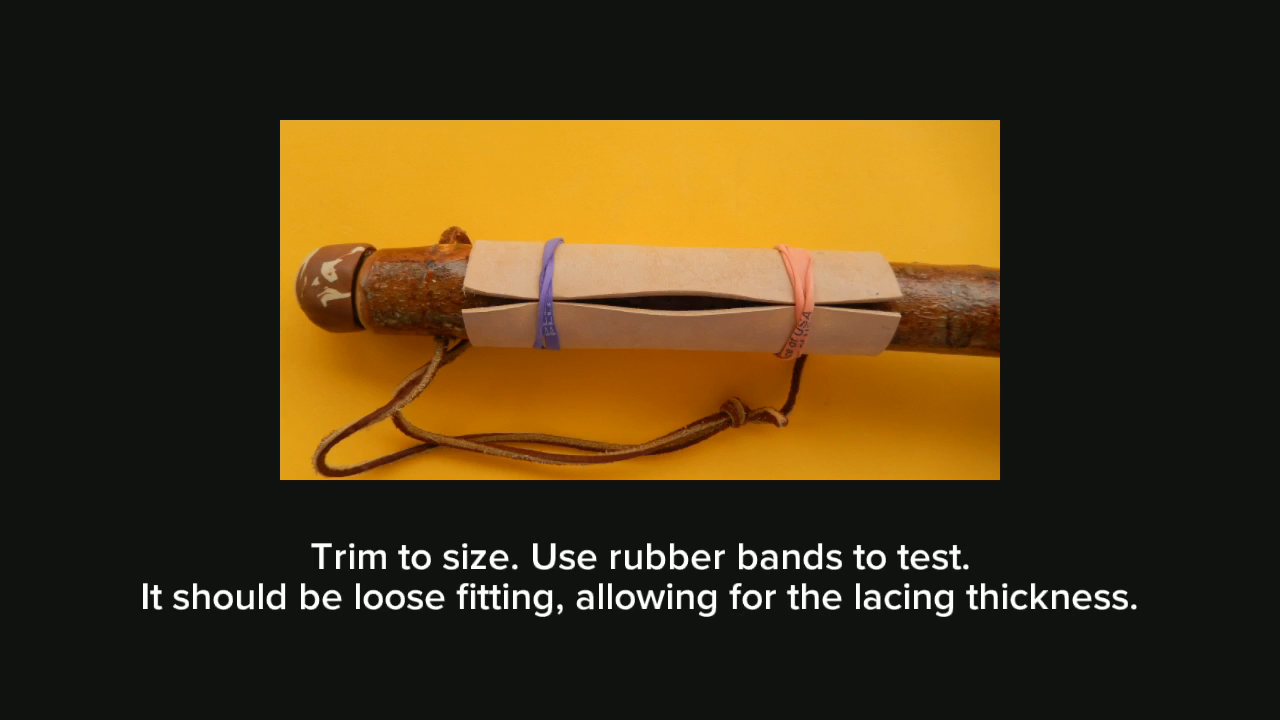 Trim to size. Use rubber bands to test.
It should be loose fitting, allowing for the lacing thickness.